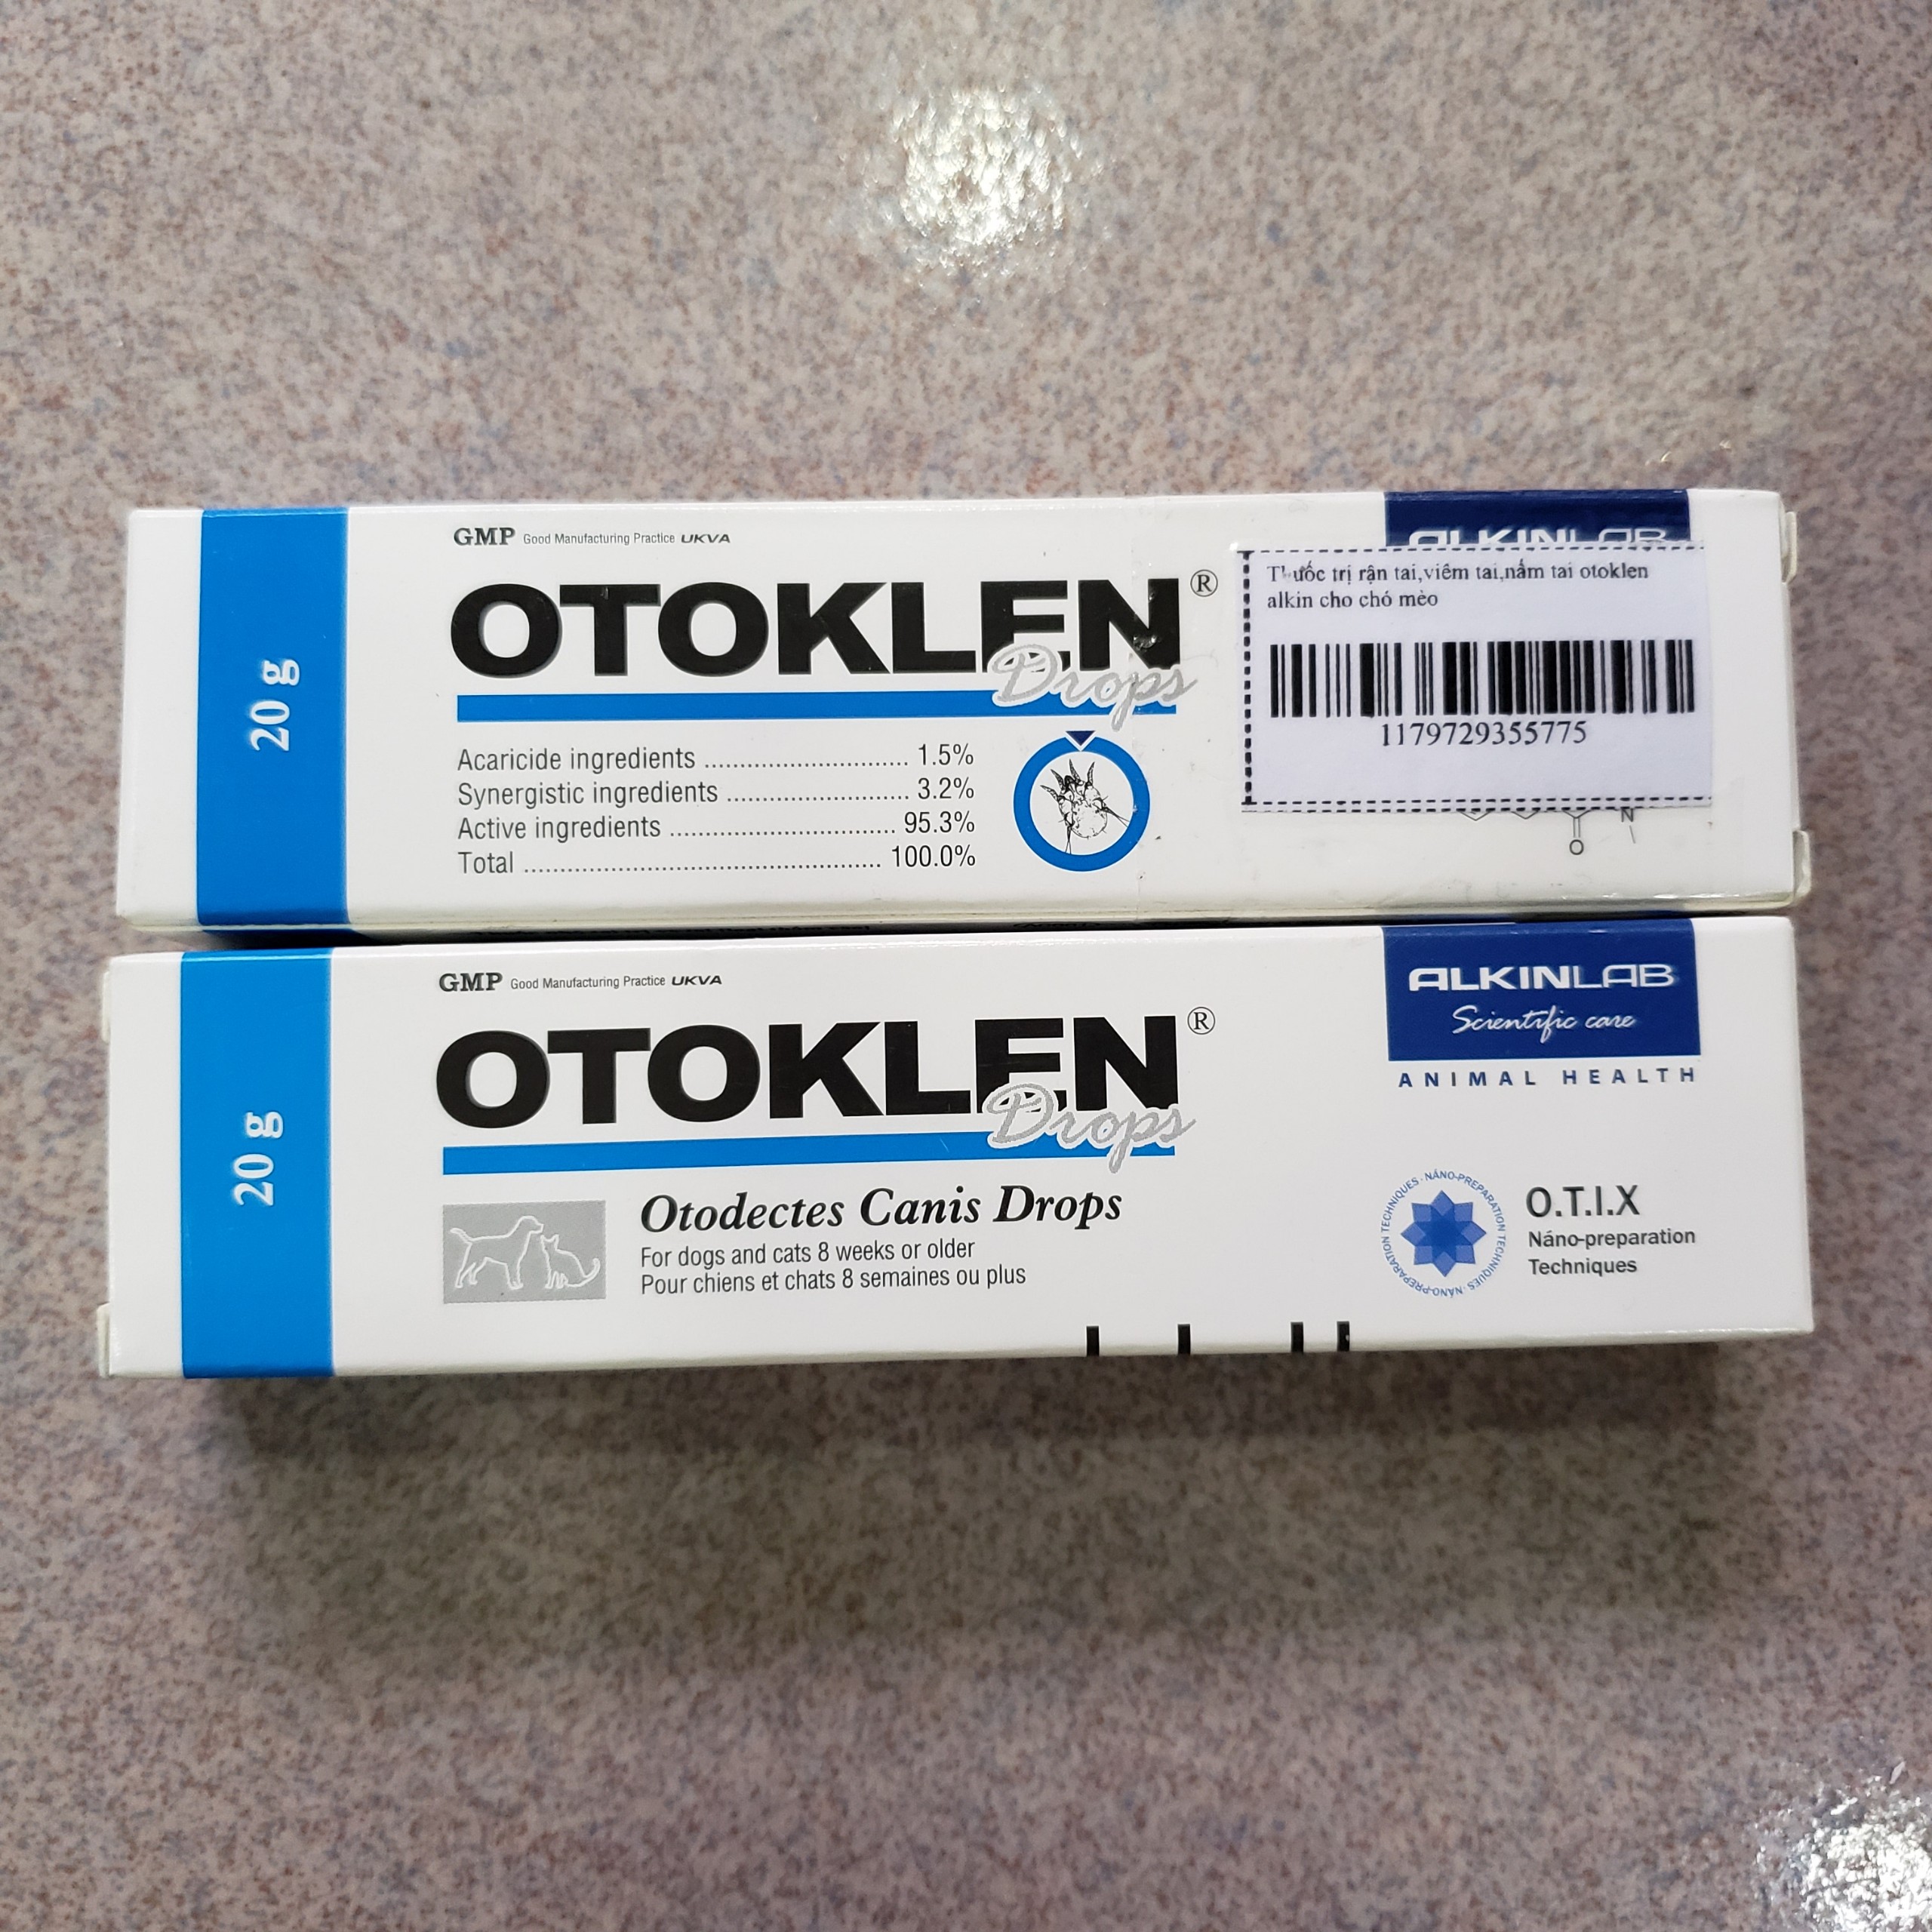 GMP Good Manufacturing Practice UKVA
ALKINLAB
OTOKLEN®
Drops
20 g
Thuốc trị rận tai,viêm tai,nấm tai otoklen
alkin cho chó mèo
1179729355775
Acaricide ingredients .............................. 1.5%
Synergistic ingredients ........................... 3.2%
Active ingredients ................................. 95.3%
Total .................................................... 100.0%
O
N
GMP Good Manufacturing Practice UKVA
ALKINLAB
Scientific care
ANIMAL HEALTH
OTOKLEN®
Drops
20 g
Otodectes Canis Drops
For dogs and cats 8 weeks or older
Pour chiens et chats 8 semaines ou plus
NÁNO-PREPARATION TECHNIQUES · NÁNO-PREPARATION TECHNIQUES ·
O.T.I.X
Náno-preparation
Techniques